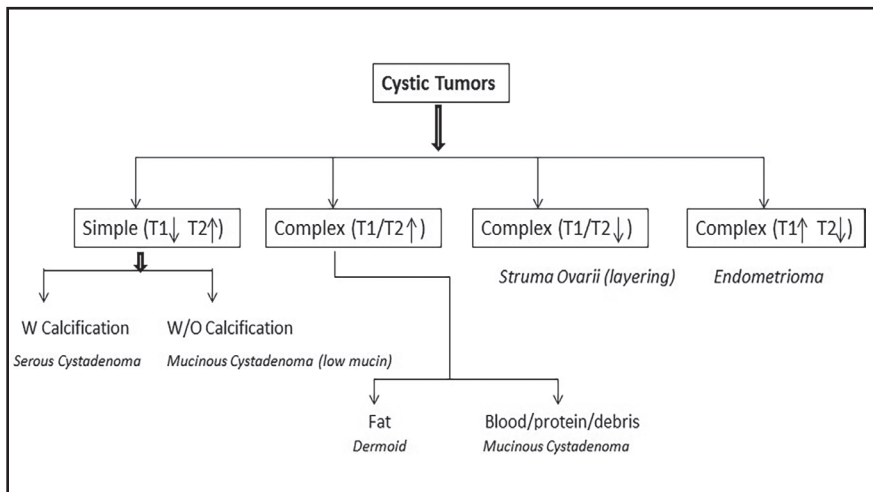 Cystic Tumors
Simple (T1↓ T2↑)
Complex (T1/T2↑)
Complex (T1/T2↓)
Complex (T1↑ T2↓)
Struma Ovarii (layering)
Endometrioma
W Calcification
W/O Calcification
Serous Cystadenoma
Mucinous Cystadenoma (low mucin)
Fat
Blood/protein/debris
Dermoid
Mucinous Cystadenoma